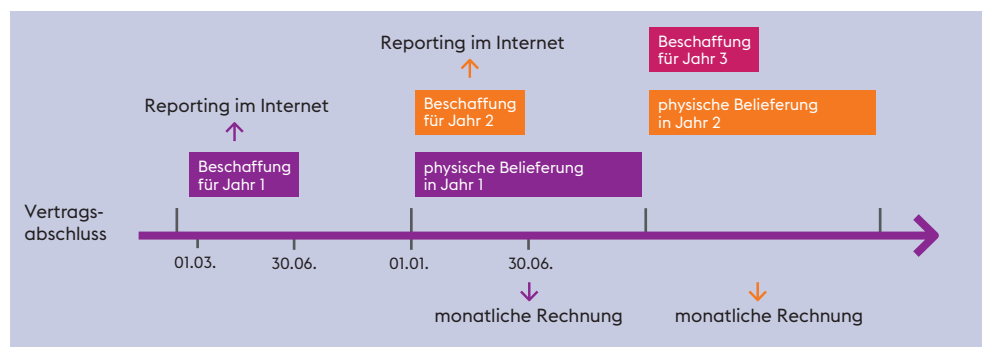 Reporting im Internet
Beschaffung
für Jahr 3
Reporting im Internet
Beschaffung
für Jahr 2
physische Belieferung
in Jahr 2
Beschaffung
für Jahr 1
physische Belieferung
in Jahr 1
Vertrags-
abschluss
01.03.
30.06.
01.01.
30.06.
monatliche Rechnung
monatliche Rechnung